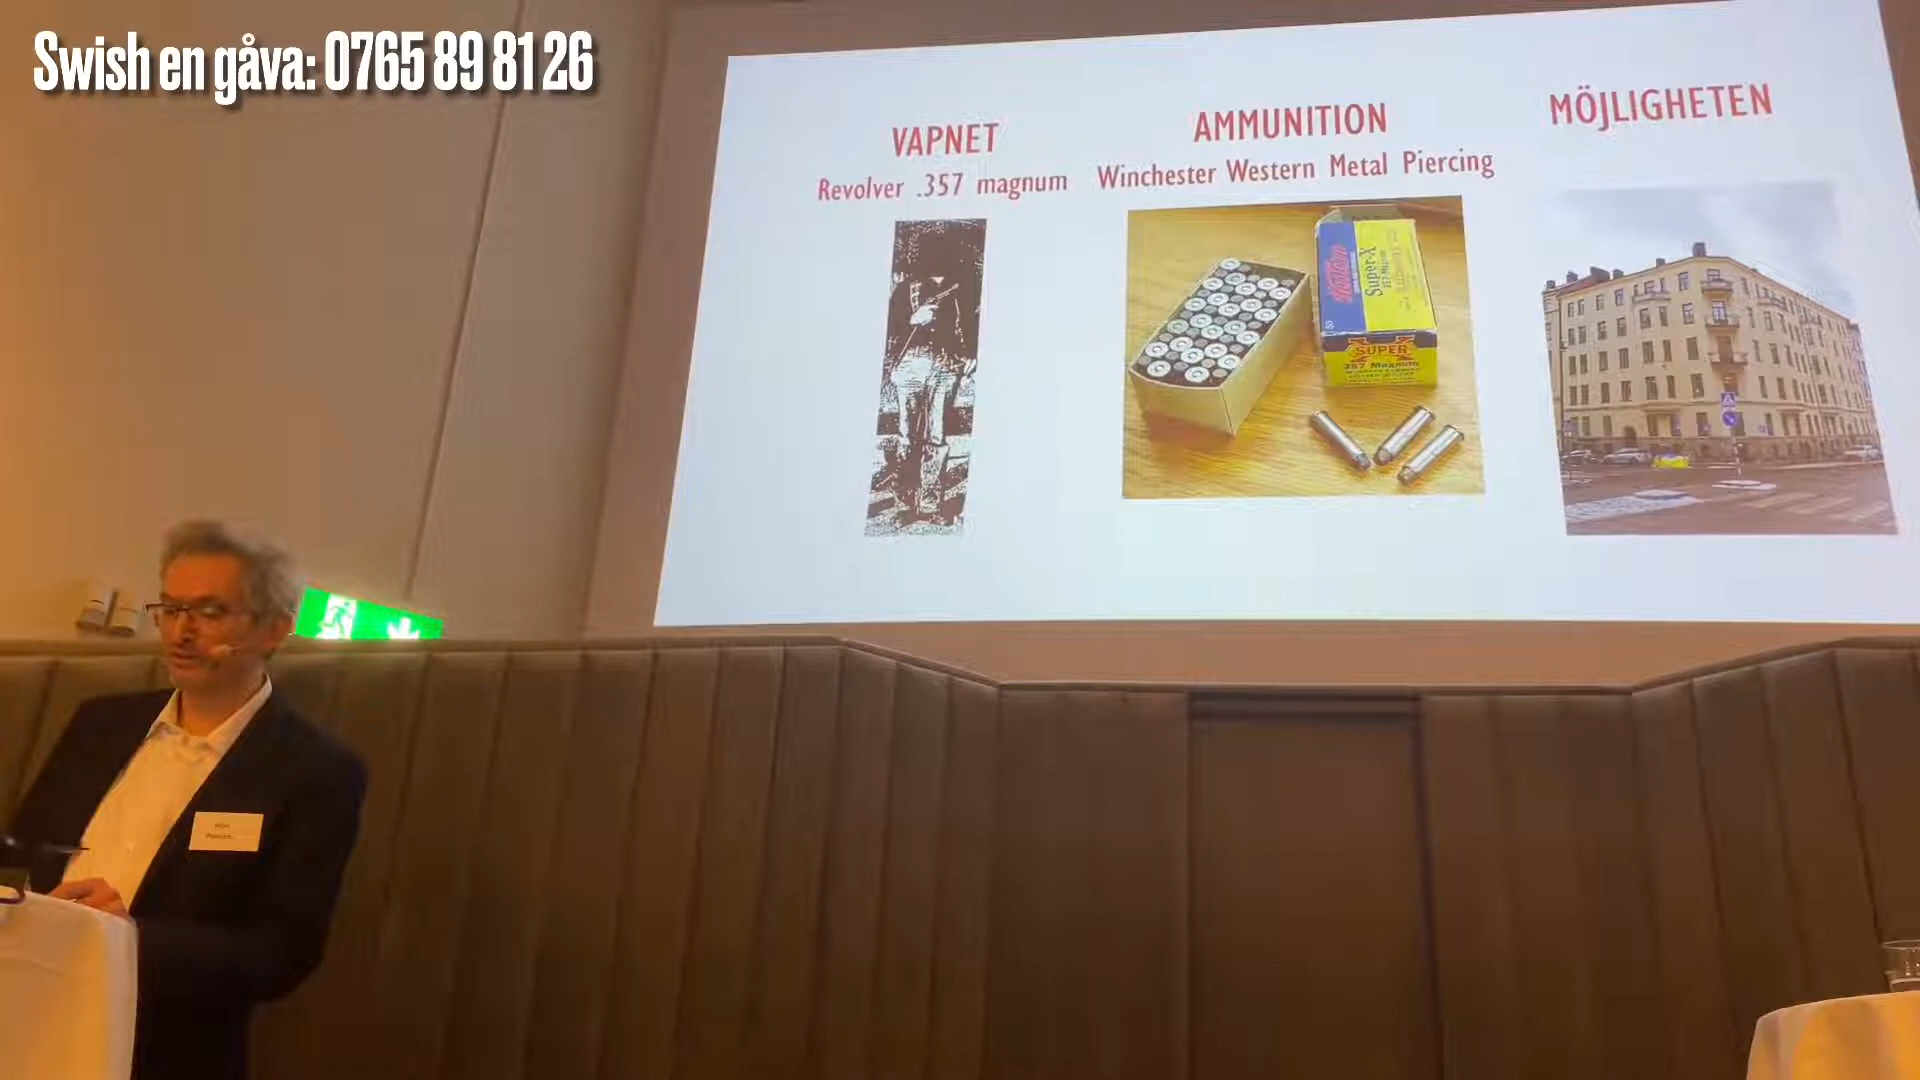 Swish en gåva: 0765 89 81 26
VAPNET
Revolver .357 magnum
AMMUNITION
Winchester Western Metal Piercing
MÖJLIGHETEN
Western
Super-X
SUPER
357 Magnum